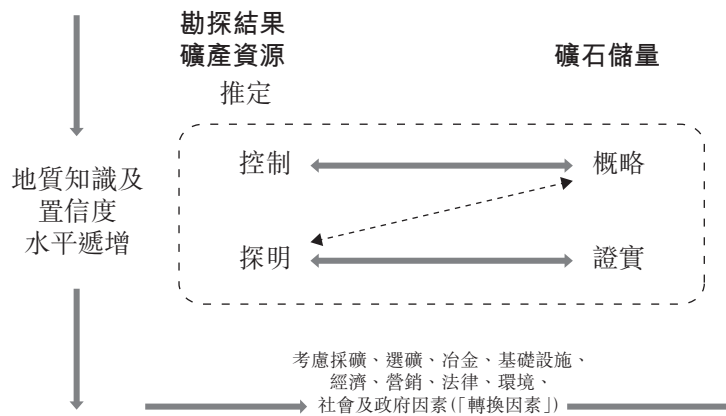 勘探結果
礦產資源
礦石儲量
推定
控制
概略
地質知識及
置信度
水平遞增
探明
證實
考慮採礦、選礦、冶金、基礎設施、
經濟、營銷、法律、環境、
社會及政府因素(「轉換因素」)